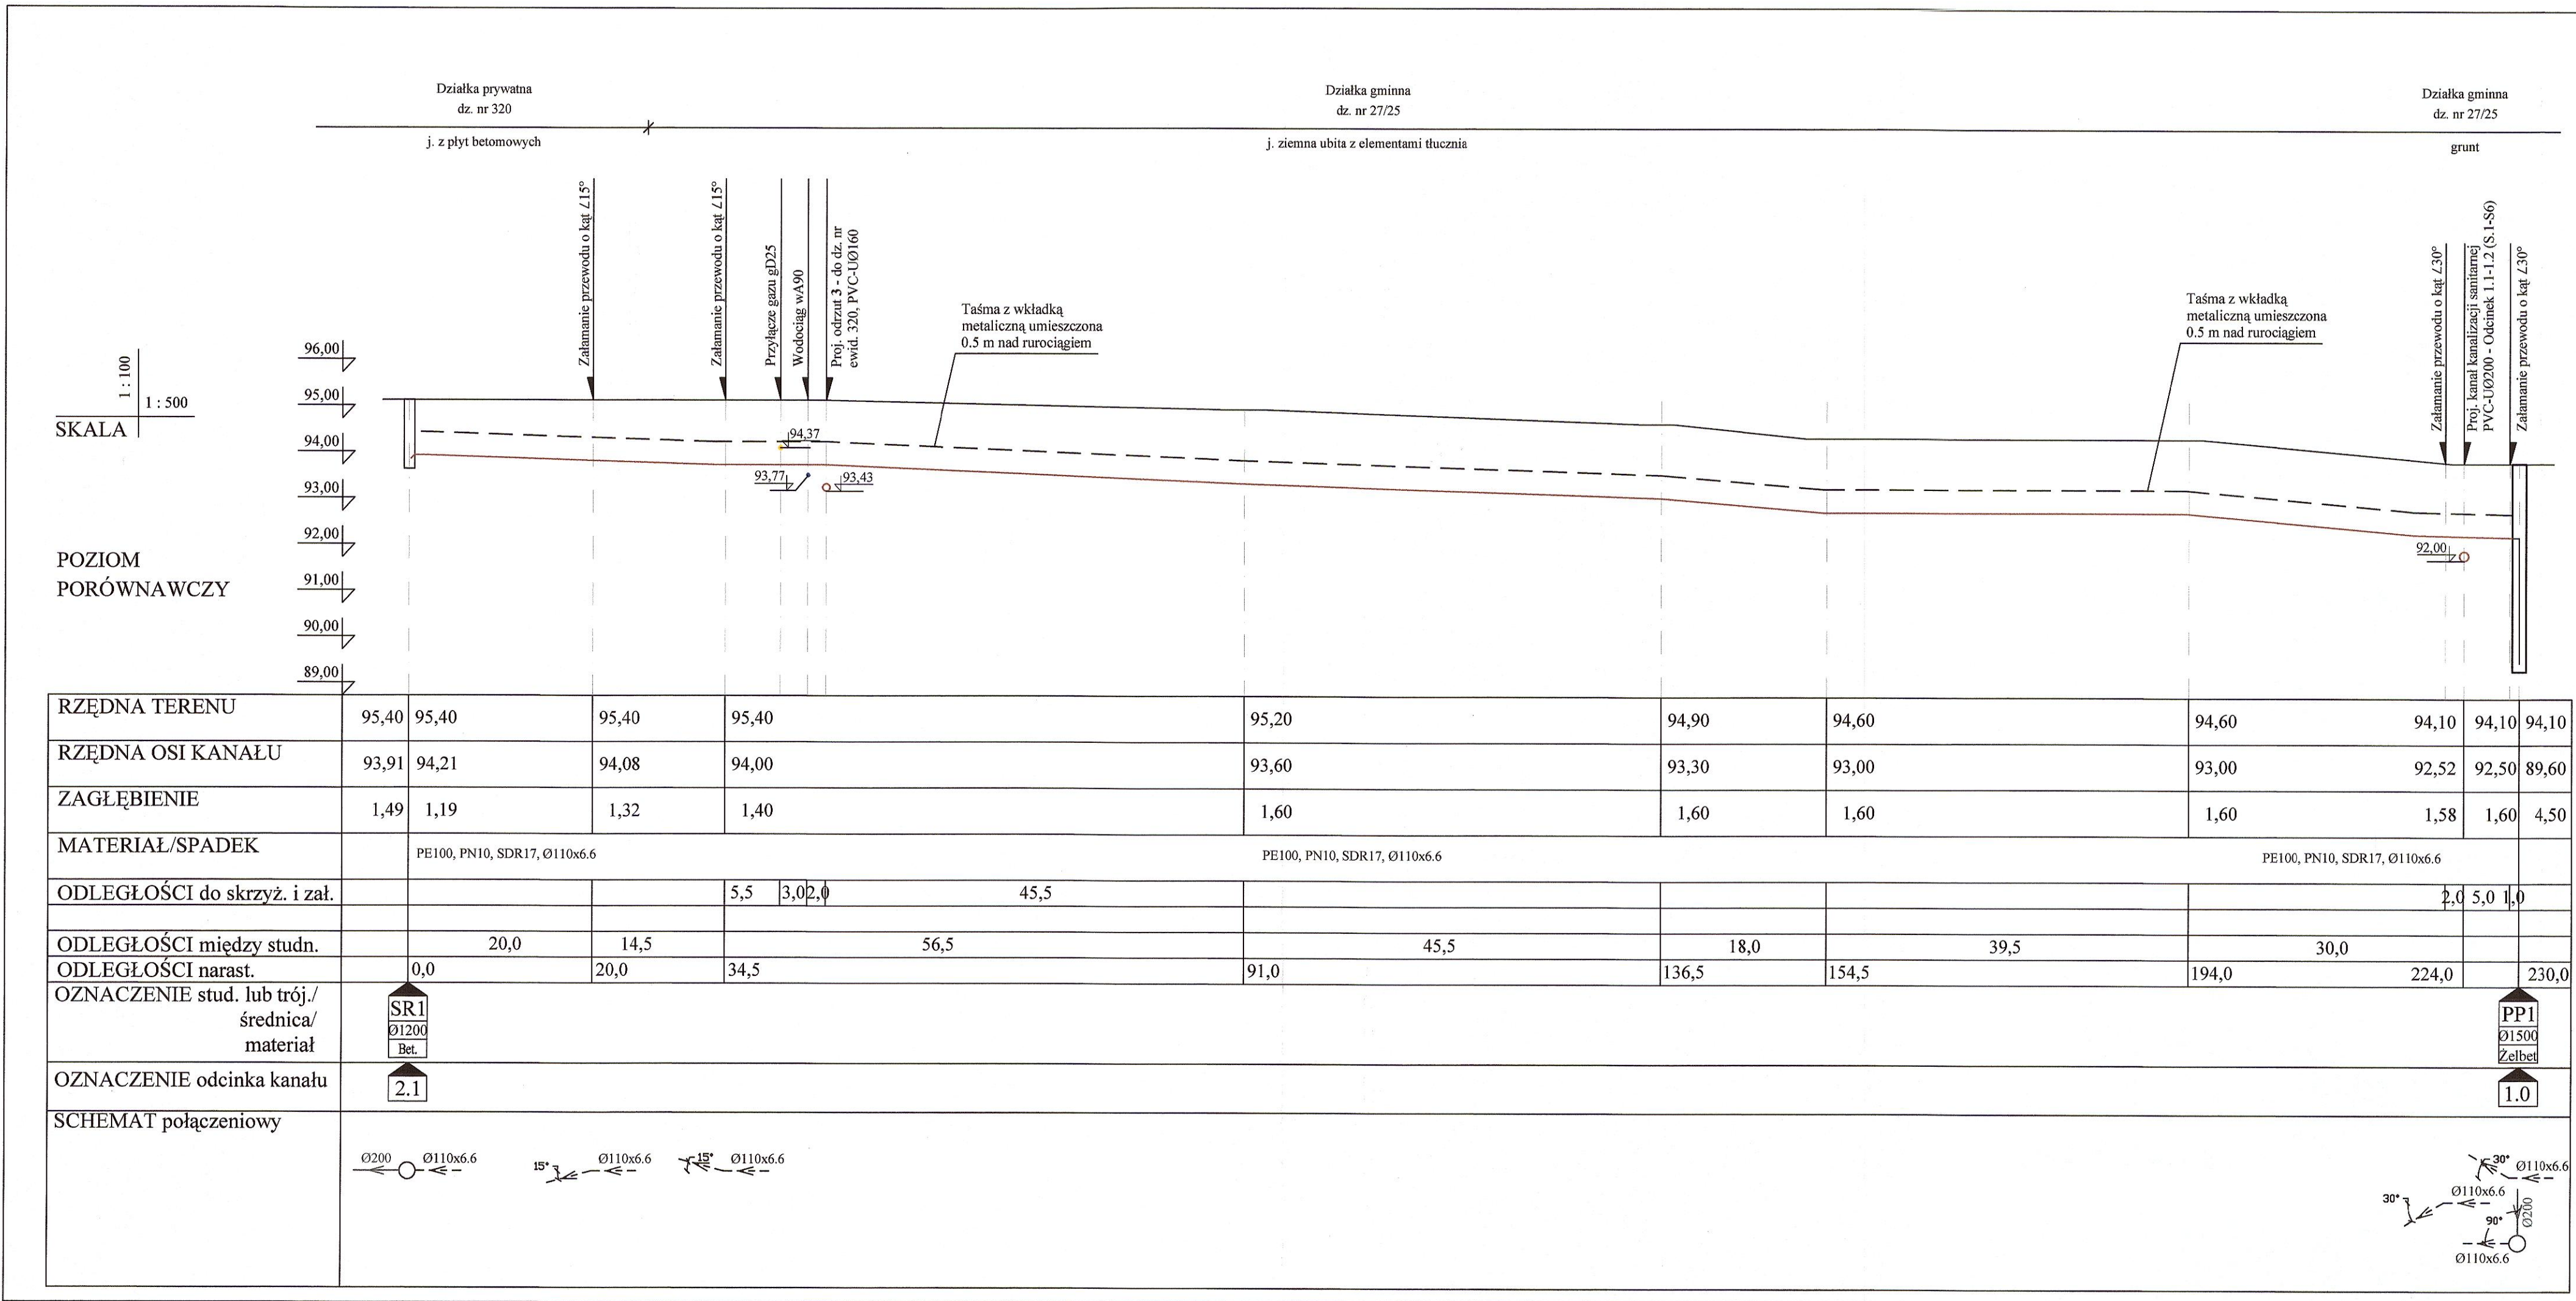 Działka prywatna
dz. nr 320
j. z płyt betomowych
Działka gminna
dz. nr 27/25
j. ziemna ubita z elementami tłucznia
Działka gminna
dz. nr 27/25
grunt
Załamanie przewodu o kąt ∠15°
Załamanie przewodu o kąt ∠15°
Przyłącze gazu gD25
Wodociąg wA90
Proj. odrzut 3 - do dz. nr
ewid. 320, PVC-UØ160
Taśma z wkładką
metaliczną umieszczona
0.5 m nad rurociągiem
Taśma z wkładką
metaliczną umieszczona
0.5 m nad rurociągiem
Załamanie przewodu o kąt ∠30°
Proj. kanał kanalizacji sanitarnej
PVC-UØ200 - Odcinek 1.1-1.2 (S.1-S6)
Załamanie przewodu o kąt ∠30°
1 : 100
1 : 500
SKALA
POZIOM
PORÓWNAWCZY
96,00
95,00
94,00
93,00
92,00
91,00
90,00
89,00
94,37
93,77
93,43
92,00
RZĘDNA TERENU
95,40 95,40 95,40 95,40 95,20 94,90 94,60 94,60 94,10 94,10 94,10
RZĘDNA OSI KANAŁU
93,91 94,21 94,08 94,00 93,60 93,30 93,00 93,00 92,52 92,50 89,60
ZAGŁĘBIENIE
1,49 1,19 1,32 1,40 1,60 1,60 1,60 1,60 1,58 1,60 4,50
MATERIAŁ/SPADEK
PE100, PN10, SDR17, Ø110x6.6 PE100, PN10, SDR17, Ø110x6.6 PE100, PN10, SDR17, Ø110x6.6
ODLEGŁOŚCI do skrzyż. i zał.
5,5 3,0 2,0 45,5 2,0 5,0 1,0
ODLEGŁOŚCI między studn.
20,0 14,5 56,5 45,5 18,0 39,5 30,0
ODLEGŁOŚCI narast.
0,0 20,0 34,5 91,0 136,5 154,5 194,0 224,0 230,0
OZNACZENIE stud. lub trój./
średnica/
materiał
SR1
Ø1200
Bet.
PP1
Ø1500
Żelbet
OZNACZENIE odcinka kanału
2.1
1.0
SCHEMAT połączeniowy
Ø200 Ø110x6.6
15° Ø110x6.6
15° Ø110x6.6
30° Ø110x6.6
30° Ø110x6.6
Ø200
90°
Ø110x6.6